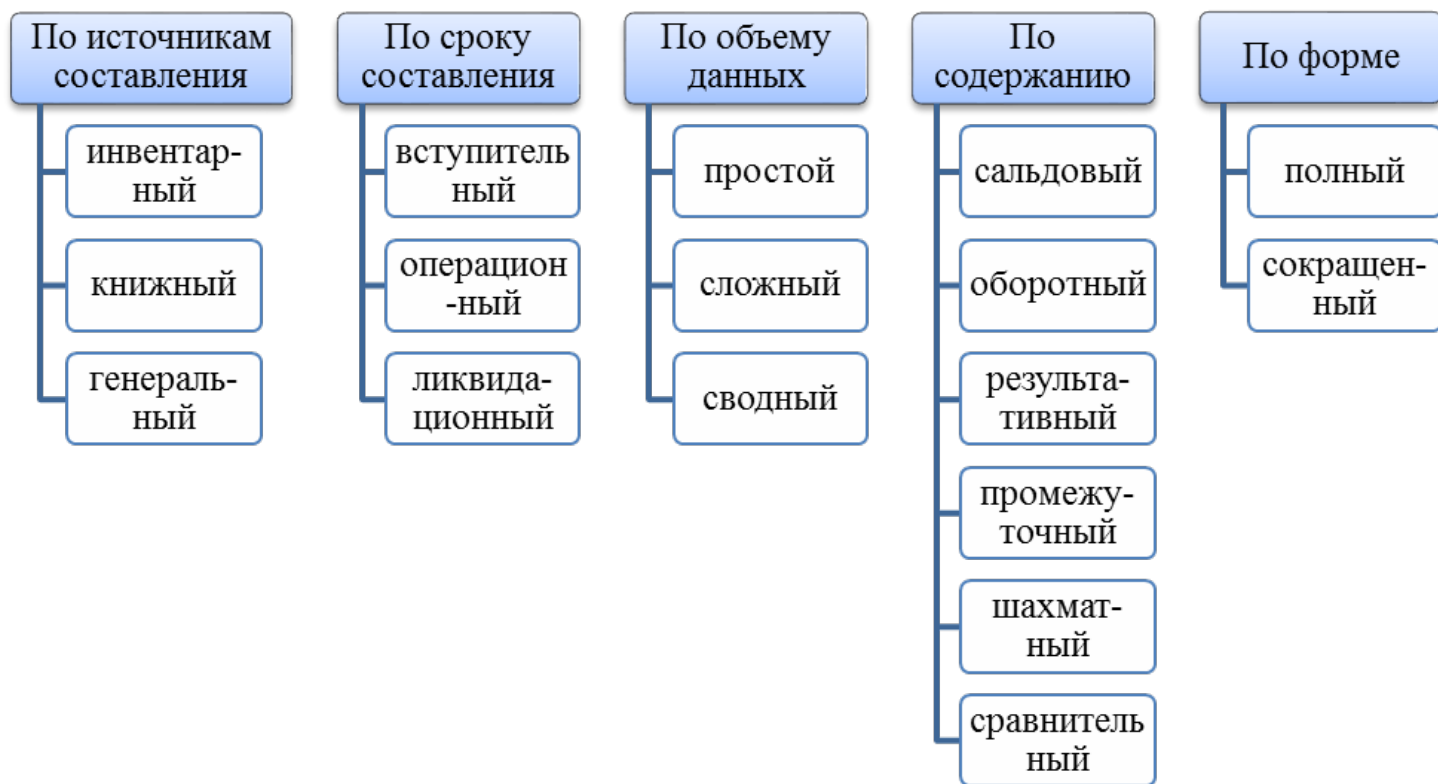 По источникам
составления
инвентар-
ный
книжный
генераль-
ный
По сроку
составления
вступитель
ный
операцион
-ный
ликвида-
ционный
По объему
данных
простой
сложный
сводный
По
содержанию
сальдовый
оборотный
результа-
тивный
промежу-
точный
шахмат-
ный
сравнитель
ный
По форме
полный
сокращен-
ный